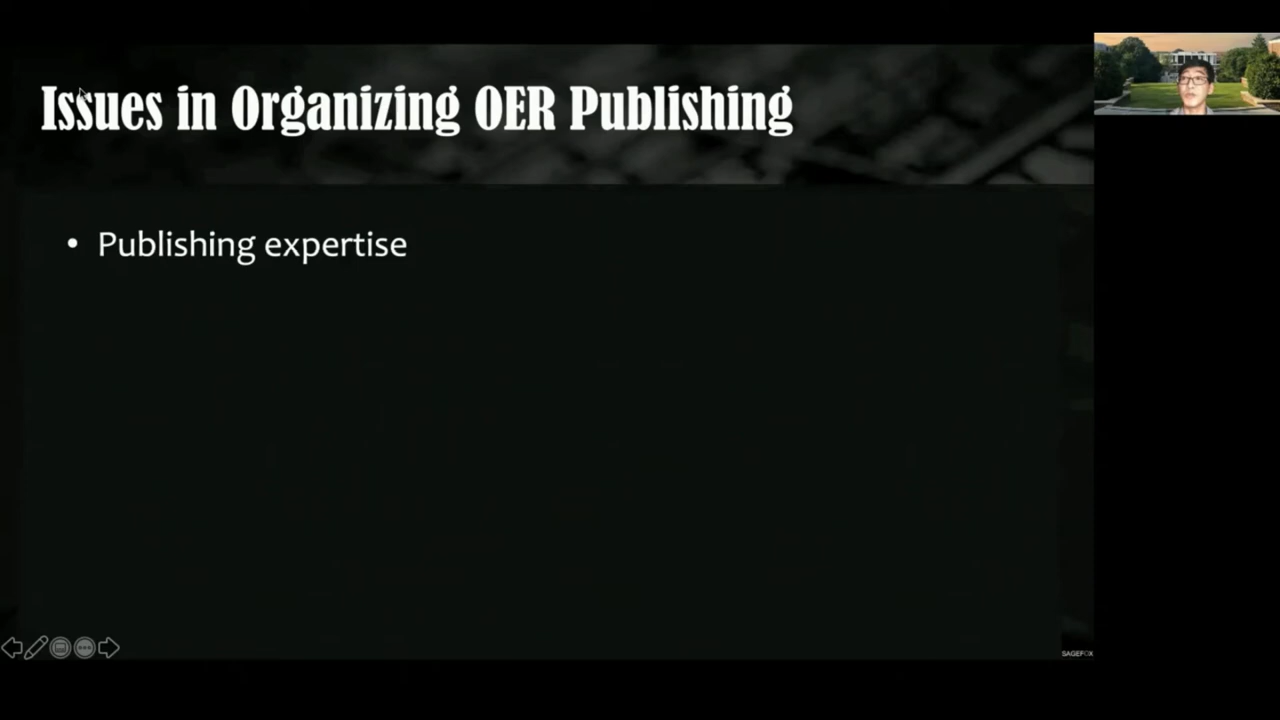 Issues in Organizing OER Publishing
• Publishing expertise
SAGEFOX